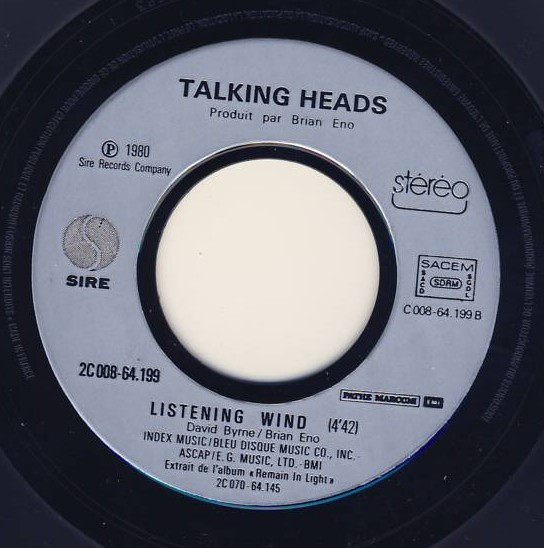 TALKING HEADS
Produit par Brian Eno
Ⓟ 1980
Sire Records Company
stéréo
SIRE
SACEM
SACD
SDRM
SGDL
C 008-64.199 B
2C 008-64.199
PATHE MARCONI EMI
LISTENING WIND (4'42)
David Byrne / Brian Eno
INDEX MUSIC/BLEU DISQUE MUSIC CO., INC.-
ASCAP/E.G. MUSIC, LTD.-BMI
Extrait de l'album «Remain In Light»
2C 070-64.145